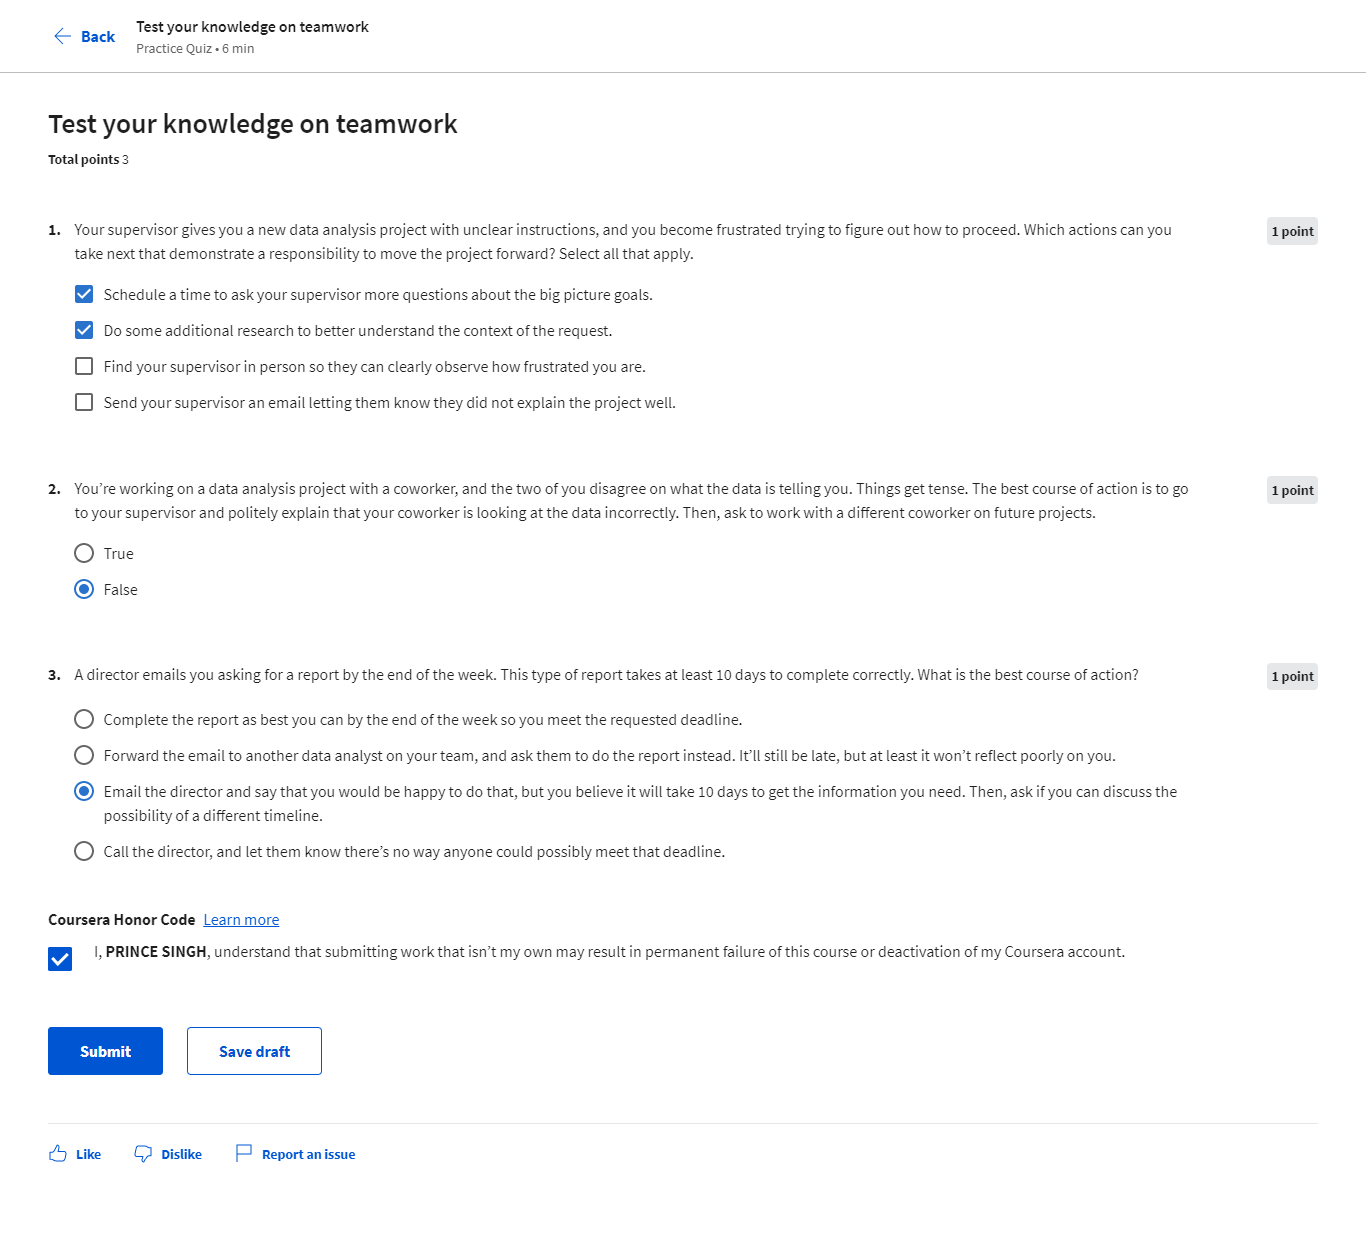 Back
Test your knowledge on teamwork
Practice Quiz • 6 min
Test your knowledge on teamwork
Total points 3
1. Your supervisor gives you a new data analysis project with unclear instructions, and you become frustrated trying to figure out how to proceed. Which actions can you
take next that demonstrate a responsibility to move the project forward? Select all that apply.
1 point
Schedule a time to ask your supervisor more questions about the big picture goals.
Do some additional research to better understand the context of the request.
Find your supervisor in person so they can clearly observe how frustrated you are.
Send your supervisor an email letting them know they did not explain the project well.
2. You’re working on a data analysis project with a coworker, and the two of you disagree on what the data is telling you. Things get tense. The best course of action is to go
to your supervisor and politely explain that your coworker is looking at the data incorrectly. Then, ask to work with a different coworker on future projects.
1 point
True
False
3. A director emails you asking for a report by the end of the week. This type of report takes at least 10 days to complete correctly. What is the best course of action?
1 point
Complete the report as best you can by the end of the week so you meet the requested deadline.
Forward the email to another data analyst on your team, and ask them to do the report instead. It’ll still be late, but at least it won’t reflect poorly on you.
Email the director and say that you would be happy to do that, but you believe it will take 10 days to get the information you need. Then, ask if you can discuss the
possibility of a different timeline.
Call the director, and let them know there’s no way anyone could possibly meet that deadline.
Coursera Honor Code Learn more
I, PRINCE SINGH, understand that submitting work that isn’t my own may result in permanent failure of this course or deactivation of my Coursera account.
Submit
Save draft
Like
Dislike
Report an issue